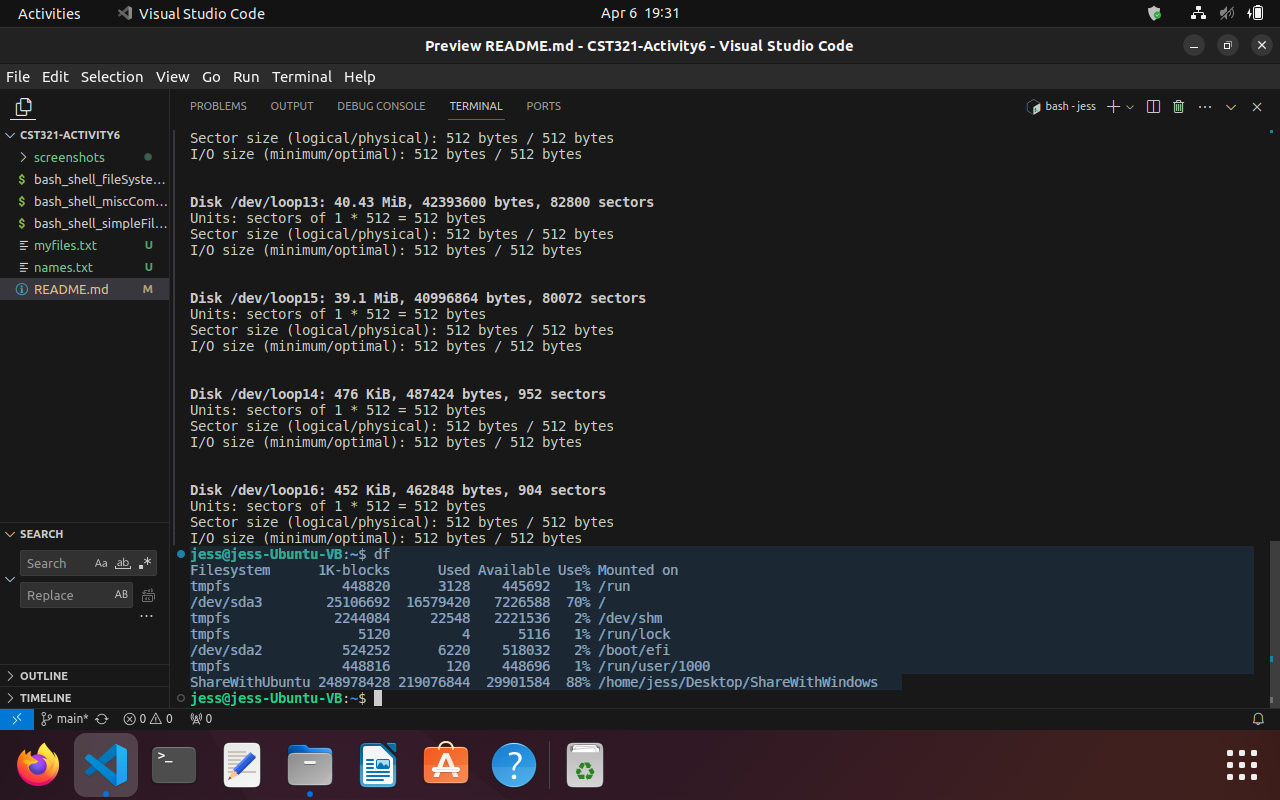 Activities Visual Studio Code Apr 6 19:31
Preview README.md - CST321-Activity6 - Visual Studio Code
File Edit Selection View Go Run Terminal Help
PROBLEMS OUTPUT DEBUG CONSOLE TERMINAL PORTS bash - jess
CST321-ACTIVITY6
screenshots
$ bash_shell_fileSyste...
$ bash_shell_miscCom...
$ bash_shell_simpleFil...
myfiles.txt U
names.txt U
README.md M
SEARCH
Search Aa ab
Replace AB
OUTLINE
TIMELINE
Sector size (logical/physical): 512 bytes / 512 bytes
I/O size (minimum/optimal): 512 bytes / 512 bytes
Disk /dev/loop13: 40.43 MiB, 42393600 bytes, 82800 sectors
Units: sectors of 1 * 512 = 512 bytes
Sector size (logical/physical): 512 bytes / 512 bytes
I/O size (minimum/optimal): 512 bytes / 512 bytes
Disk /dev/loop15: 39.1 MiB, 40996864 bytes, 80072 sectors
Units: sectors of 1 * 512 = 512 bytes
Sector size (logical/physical): 512 bytes / 512 bytes
I/O size (minimum/optimal): 512 bytes / 512 bytes
Disk /dev/loop14: 476 KiB, 487424 bytes, 952 sectors
Units: sectors of 1 * 512 = 512 bytes
Sector size (logical/physical): 512 bytes / 512 bytes
I/O size (minimum/optimal): 512 bytes / 512 bytes
Disk /dev/loop16: 452 KiB, 462848 bytes, 904 sectors
Units: sectors of 1 * 512 = 512 bytes
Sector size (logical/physical): 512 bytes / 512 bytes
I/O size (minimum/optimal): 512 bytes / 512 bytes
jess@jess-Ubuntu-VB:~$ df
Filesystem 1K-blocks Used Available Use% Mounted on
tmpfs 448820 3128 445692 1% /run
/dev/sda3 25106692 16579420 7226588 70% /
tmpfs 2244084 22548 2221536 2% /dev/shm
tmpfs 5120 4 5116 1% /run/lock
/dev/sda2 524252 6220 518032 2% /boot/efi
tmpfs 448816 120 448696 1% /run/user/1000
ShareWithUbuntu 248978428 219076844 29901584 88% /home/jess/Desktop/ShareWithWindows
jess@jess-Ubuntu-VB:~$
main* 0 0 0